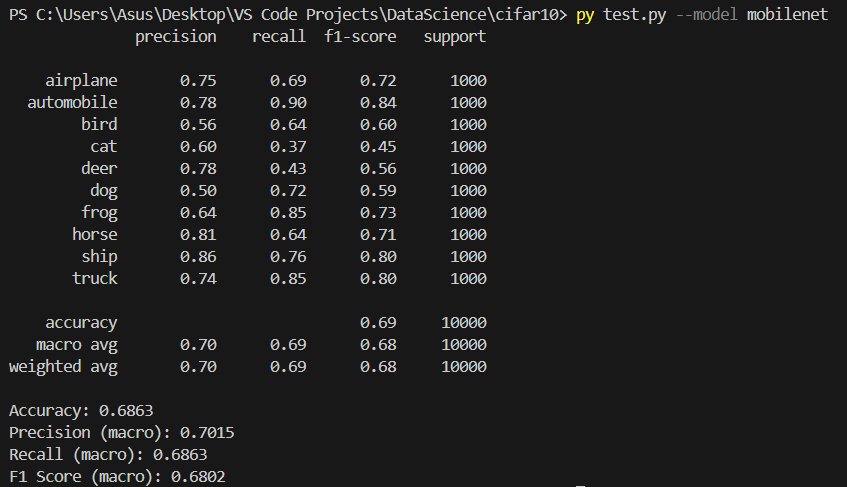 PS C:\Users\Asus\Desktop\VS Code Projects\DataScience\cifar10> py test.py --model mobilenet
precision recall f1-score support
airplane 0.75 0.69 0.72 1000
automobile 0.78 0.90 0.84 1000
bird 0.56 0.64 0.60 1000
cat 0.60 0.37 0.45 1000
deer 0.78 0.43 0.56 1000
dog 0.50 0.72 0.59 1000
frog 0.64 0.85 0.73 1000
horse 0.81 0.64 0.71 1000
ship 0.86 0.76 0.80 1000
truck 0.74 0.85 0.80 1000
accuracy 0.69 10000
macro avg 0.70 0.69 0.68 10000
weighted avg 0.70 0.69 0.68 10000
Accuracy: 0.6863
Precision (macro): 0.7015
Recall (macro): 0.6863
F1 Score (macro): 0.6802